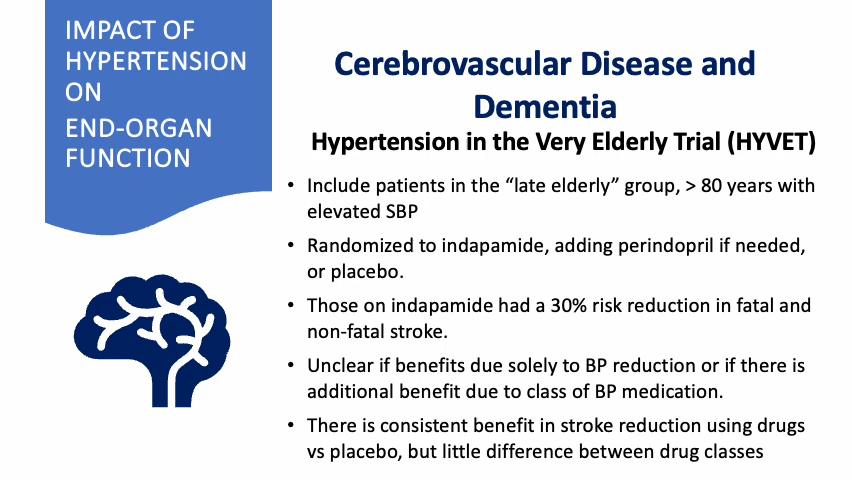 IMPACT OF
HYPERTENSION
ON
END-ORGAN
FUNCTION
Cerebrovascular Disease and
Dementia
Hypertension in the Very Elderly Trial (HYVET)
• Include patients in the “late elderly” group, > 80 years with
elevated SBP
• Randomized to indapamide, adding perindopril if needed,
or placebo.
• Those on indapamide had a 30% risk reduction in fatal and
non-fatal stroke.
• Unclear if benefits due solely to BP reduction or if there is
additional benefit due to class of BP medication.
• There is consistent benefit in stroke reduction using drugs
vs placebo, but little difference between drug classes